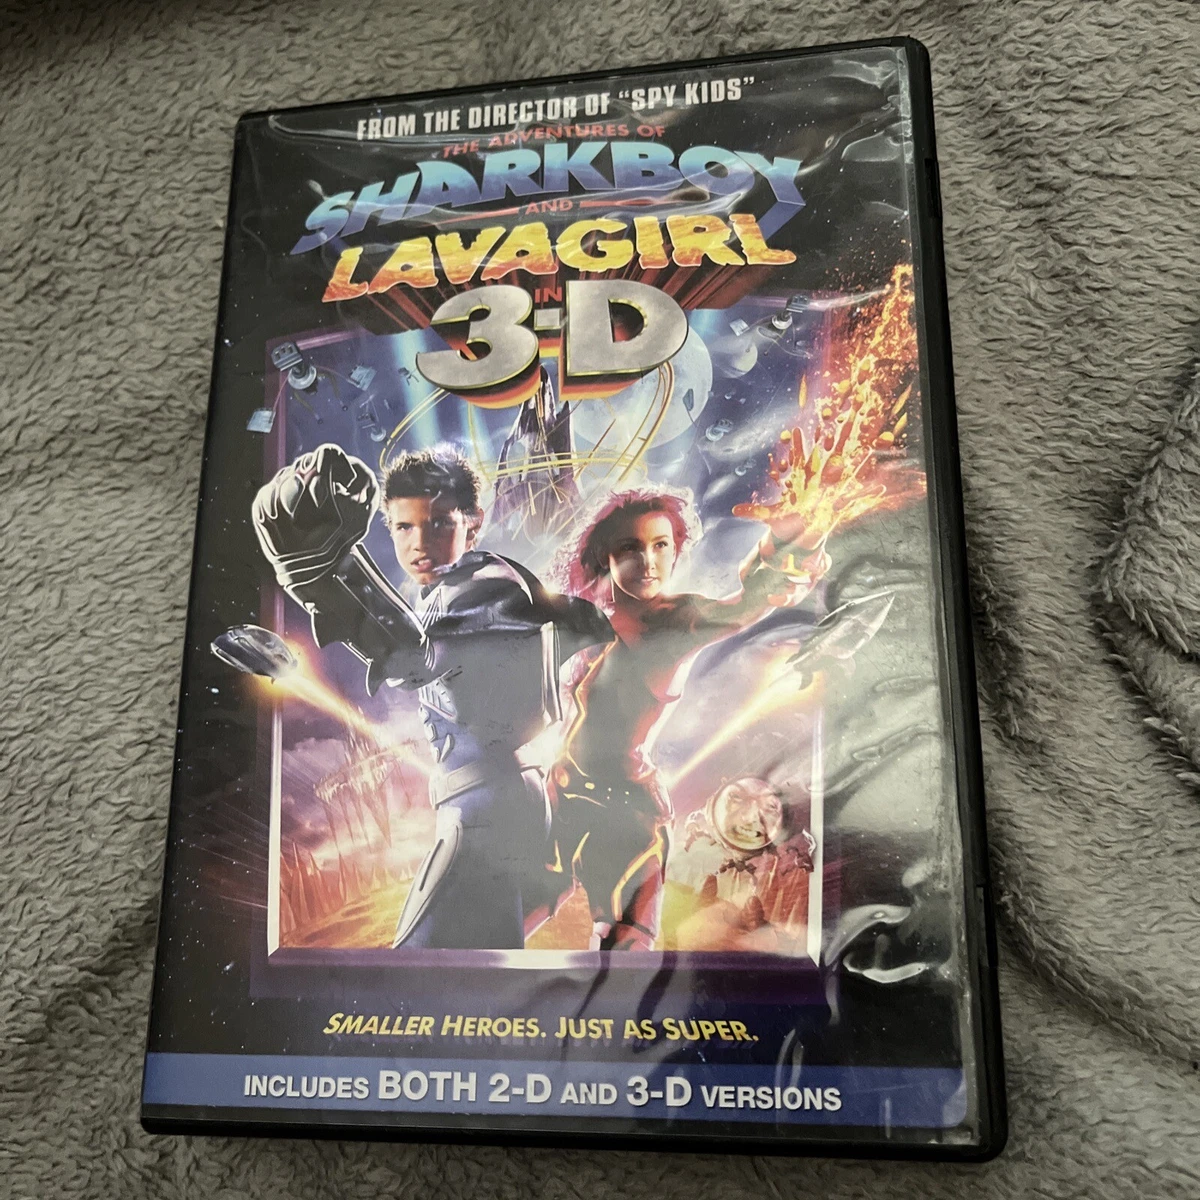 FROM THE DIRECTOR OF "SPY KIDS"
THE ADVENTURES OF
SHARKBOY
AND
LAVAGIRL
IN
3-D
SMALLER HEROES. JUST AS SUPER.
INCLUDES BOTH 2-D AND 3-D VERSIONS